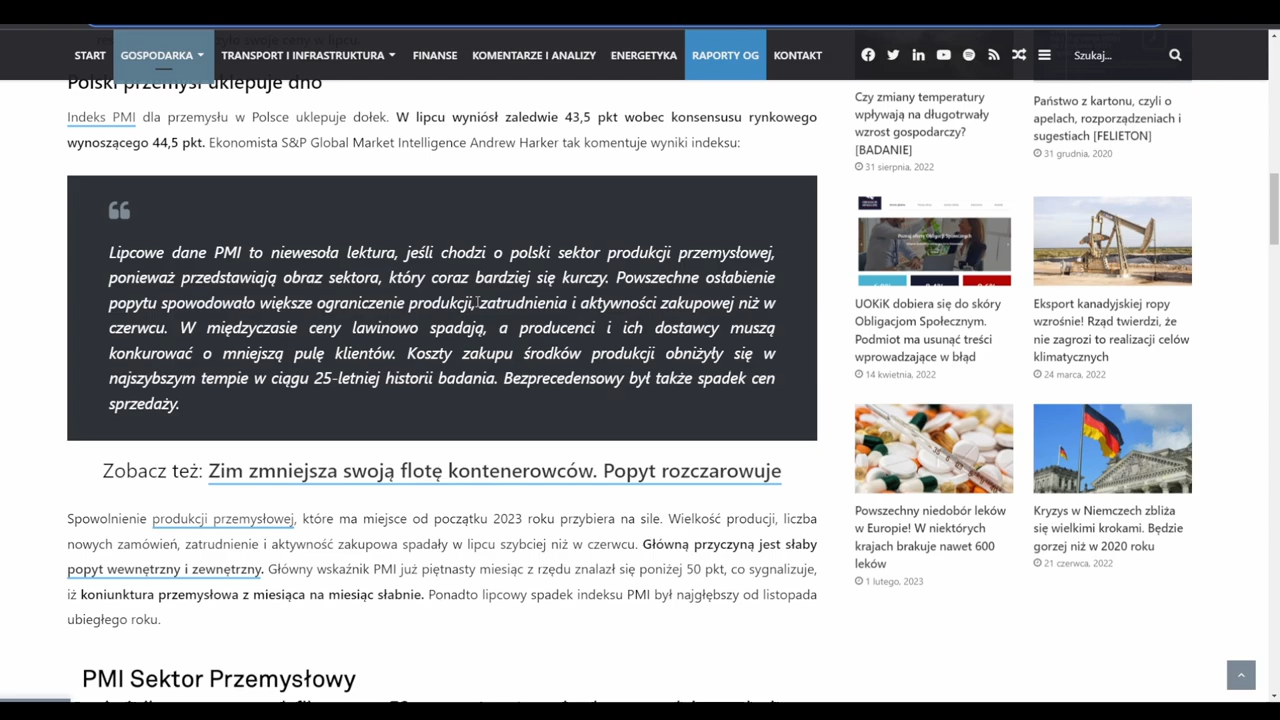 START GOSPODARKA TRANSPORT I INFRASTRUKTURA FINANSE KOMENTARZE I ANALIZY ENERGETYKA RAPORTY OG KONTAKT Szukaj...
Polski przemysł uklepuje dno
Indeks PMI dla przemysłu w Polsce uklepuje dołek. W lipcu wyniósł zaledwie 43,5 pkt wobec konsensusu rynkowego
wynoszącego 44,5 pkt. Ekonomista S&P Global Market Intelligence Andrew Harker tak komentuje wyniki indeksu:
Lipcowe dane PMI to niewesoła lektura, jeśli chodzi o polski sektor produkcji przemysłowej,
ponieważ przedstawiają obraz sektora, który coraz bardziej się kurczy. Powszechne osłabienie
popytu spowodowało większe ograniczenie produkcji, zatrudnienia i aktywności zakupowej niż w
czerwcu. W międzyczasie ceny lawinowo spadają, a producenci i ich dostawcy muszą
konkurować o mniejszą pulę klientów. Koszty zakupu środków produkcji obniżyły się w
najszybszym tempie w ciągu 25-letniej historii badania. Bezprecedensowy był także spadek cen
sprzedaży.
Zobacz też: Zim zmniejsza swoją flotę kontenerowców. Popyt rozczarowuje
Spowolnienie produkcji przemysłowej, które ma miejsce od początku 2023 roku przybiera na sile. Wielkość producji, liczba
nowych zamówień, zatrudnienie i aktywność zakupowa spadały w lipcu szybciej niż w czerwcu. Główną przyczyną jest słaby
popyt wewnętrzny i zewnętrzny. Główny wskaźnik PMI już piętnasty miesiąc z rzędu znalazł się poniżej 50 pkt, co sygnalizuje,
iż koniunktura przemysłowa z miesiąca na miesiąc słabnie. Ponadto lipcowy spadek indeksu PMI był najgłębszy od listopada
ubiegłego roku.
PMI Sektor Przemysłowy
Czy zmiany temperatury
wpływają na długotrwały
wzrost gospodarczy?
[BADANIE]
31 sierpnia, 2022
Państwo z kartonu, czyli o
apelach, rozporządzeniach i
sugestiach [FELIETON]
31 grudnia, 2020
UOKiK dobiera się do skóry
Obligacjom Społecznym.
Podmiot ma usunąć treści
wprowadzające w błąd
14 kwietnia, 2022
Eksport kanadyjskiej ropy
wzrośnie! Rząd twierdzi, że
nie zagrozi to realizacji celów
klimatycznych
24 marca, 2022
Powszechny niedobór leków
w Europie! W niektórych
krajach brakuje nawet 600
leków
1 lutego, 2023
Kryzys w Niemczech zbliża
się wielkimi krokami. Będzie
gorzej niż w 2020 roku
21 czerwca, 2022